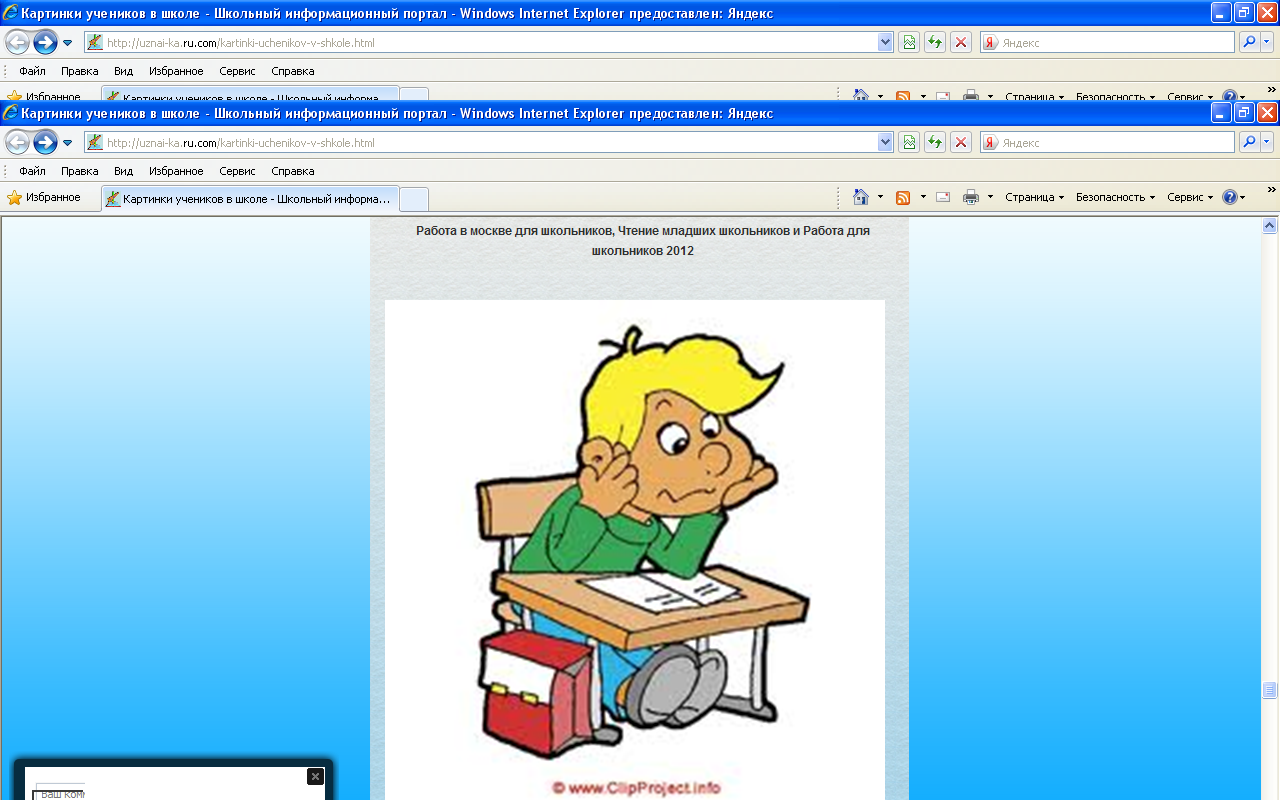 Картинки учеников в школе - Школьный информационный портал - Windows Internet Explorer предоставлен: Яндекс
http://uznai-ka.ru.com/kartinki-uchenikov-v-shkole.html Я Яндекс
Файл Правка Вид Избранное Сервис Справка
Избранное Картинки учеников в школе - Школьный информа... Страница Безопасность Сервис
Картинки учеников в школе - Школьный информационный портал - Windows Internet Explorer предоставлен: Яндекс
http://uznai-ka.ru.com/kartinki-uchenikov-v-shkole.html Я Яндекс
Файл Правка Вид Избранное Сервис Справка
Избранное Картинки учеников в школе - Школьный информа... Страница Безопасность Сервис
Работа в москве для школьников, Чтение младших школьников и Работа для
школьников 2012
© www.ClipProject.info
Ваш